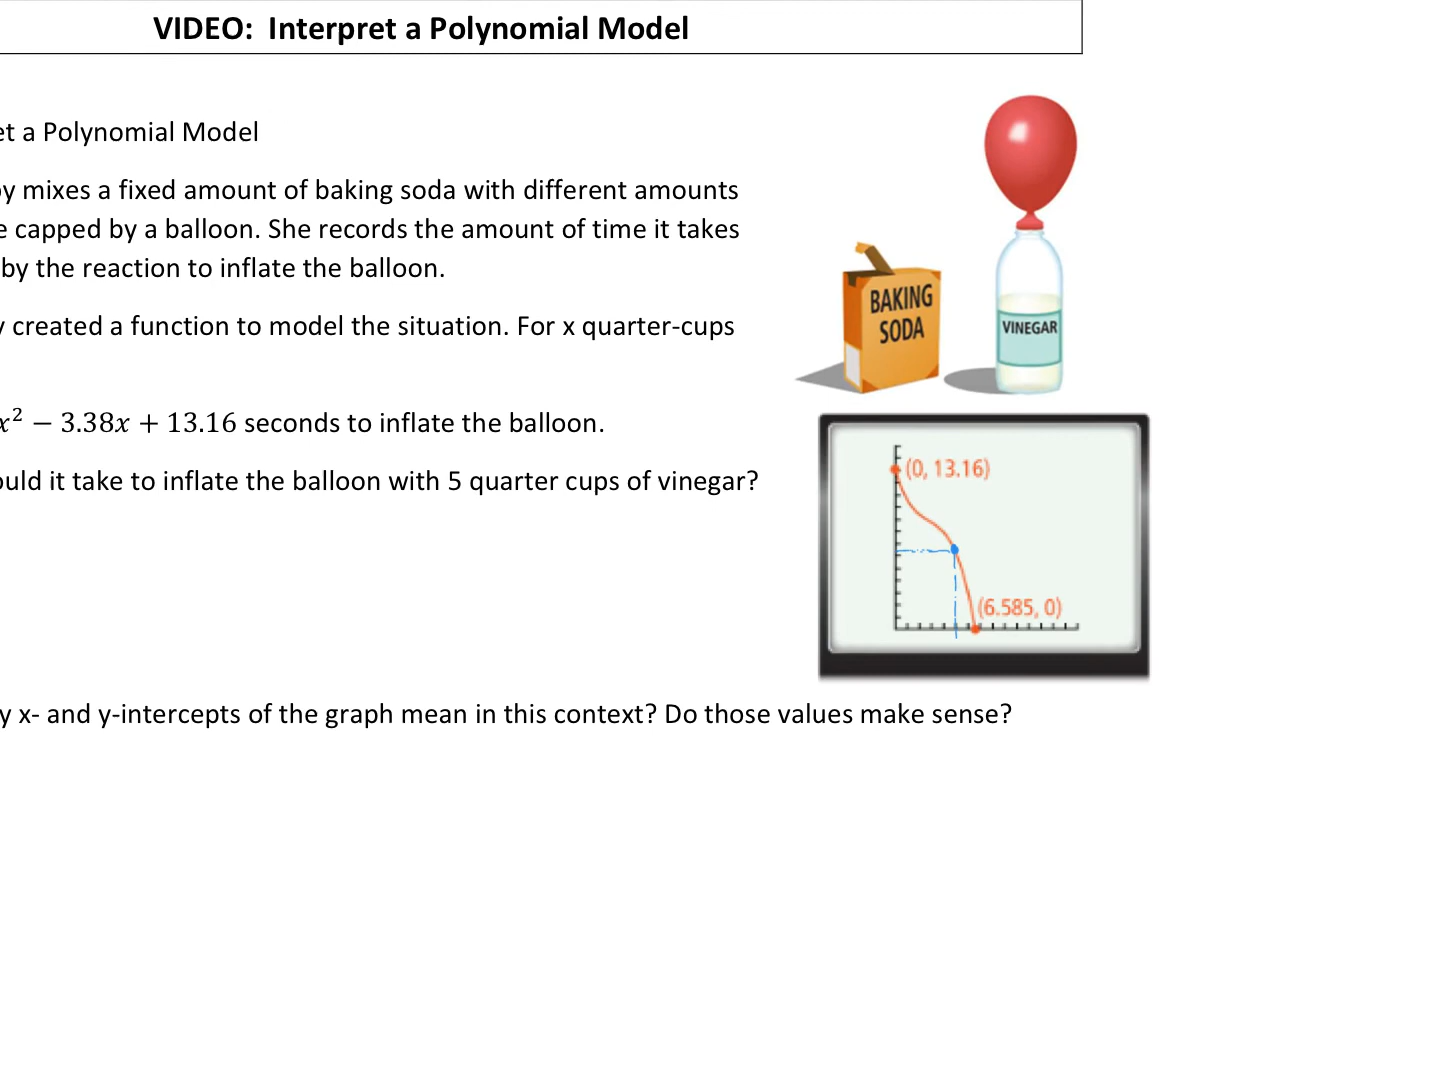 VIDEO: Interpret a Polynomial Model
et a Polynomial Model
y mixes a fixed amount of baking soda with different amounts
e capped by a balloon. She records the amount of time it takes
by the reaction to inflate the balloon.
created a function to model the situation. For x quarter-cups
x² − 3.38x + 13.16 seconds to inflate the balloon.
ould it take to inflate the balloon with 5 quarter cups of vinegar?
BAKING
SODA
VINEGAR
(0, 13.16)
(6.585, 0)
y x- and y-intercepts of the graph mean in this context? Do those values make sense?